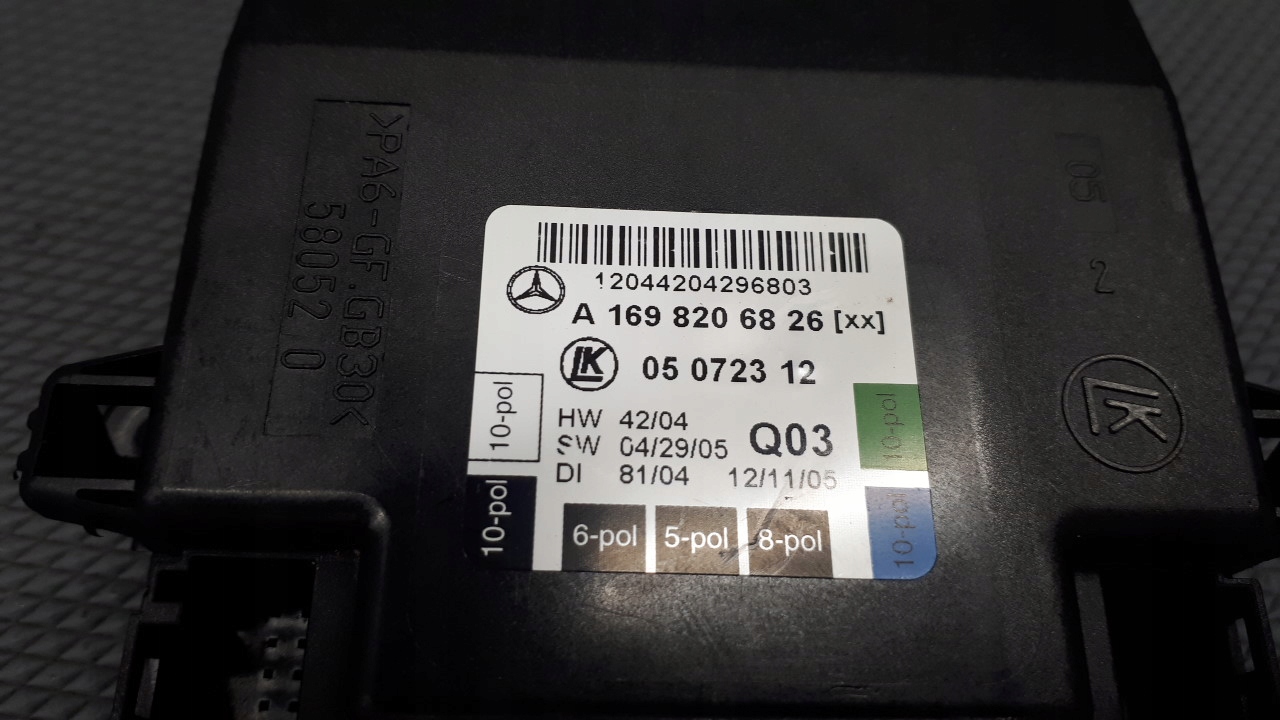 >PA6-GF.GB30<
58052 0
05
2
LK
12044204296803
A 169 820 68 26 [xx]
LK 05 0723 12
HW 42/04
SW 04/29/05
Q03
DI 81/04 12/11/05
10-pol
10-pol
10-pol
10-pol
6-pol 5-pol 8-pol